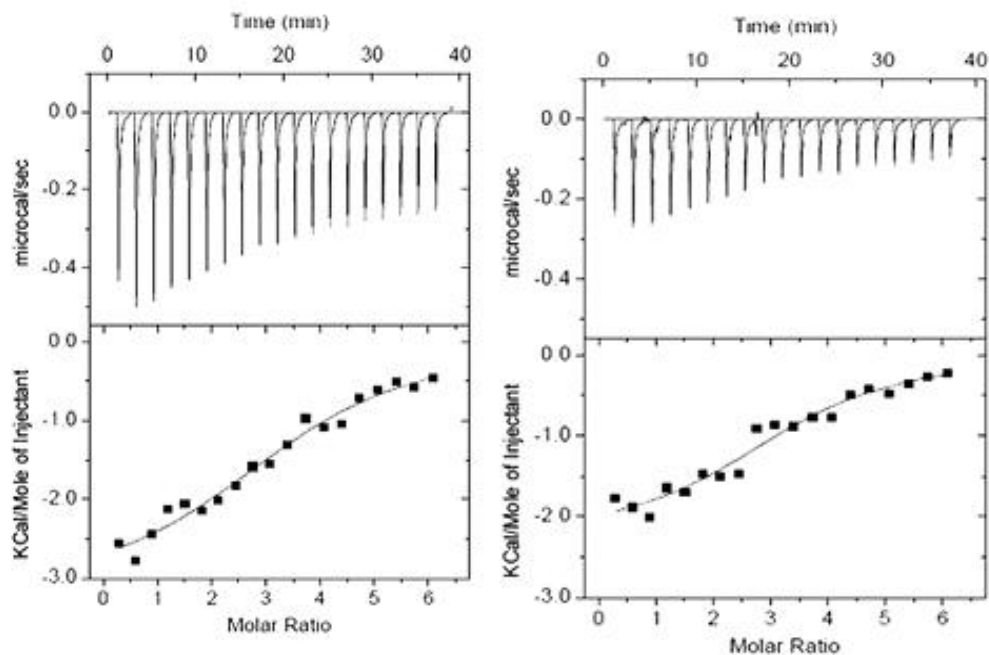 Time (min)
0 10 20 30 40
0.0
-0.2
-0.4
microcal/sec
0.0
-1.0
-2.0
-3.0
KCal/Mole of Injectant
0 1 2 3 4 5 6
Molar Ratio
Time (min)
0 10 20 30 40
0.0
-0.2
-0.4
microcal/sec
0.0
-1.0
-2.0
-3.0
KCal/Mole of Injectant
0 1 2 3 4 5 6
Molar Ratio